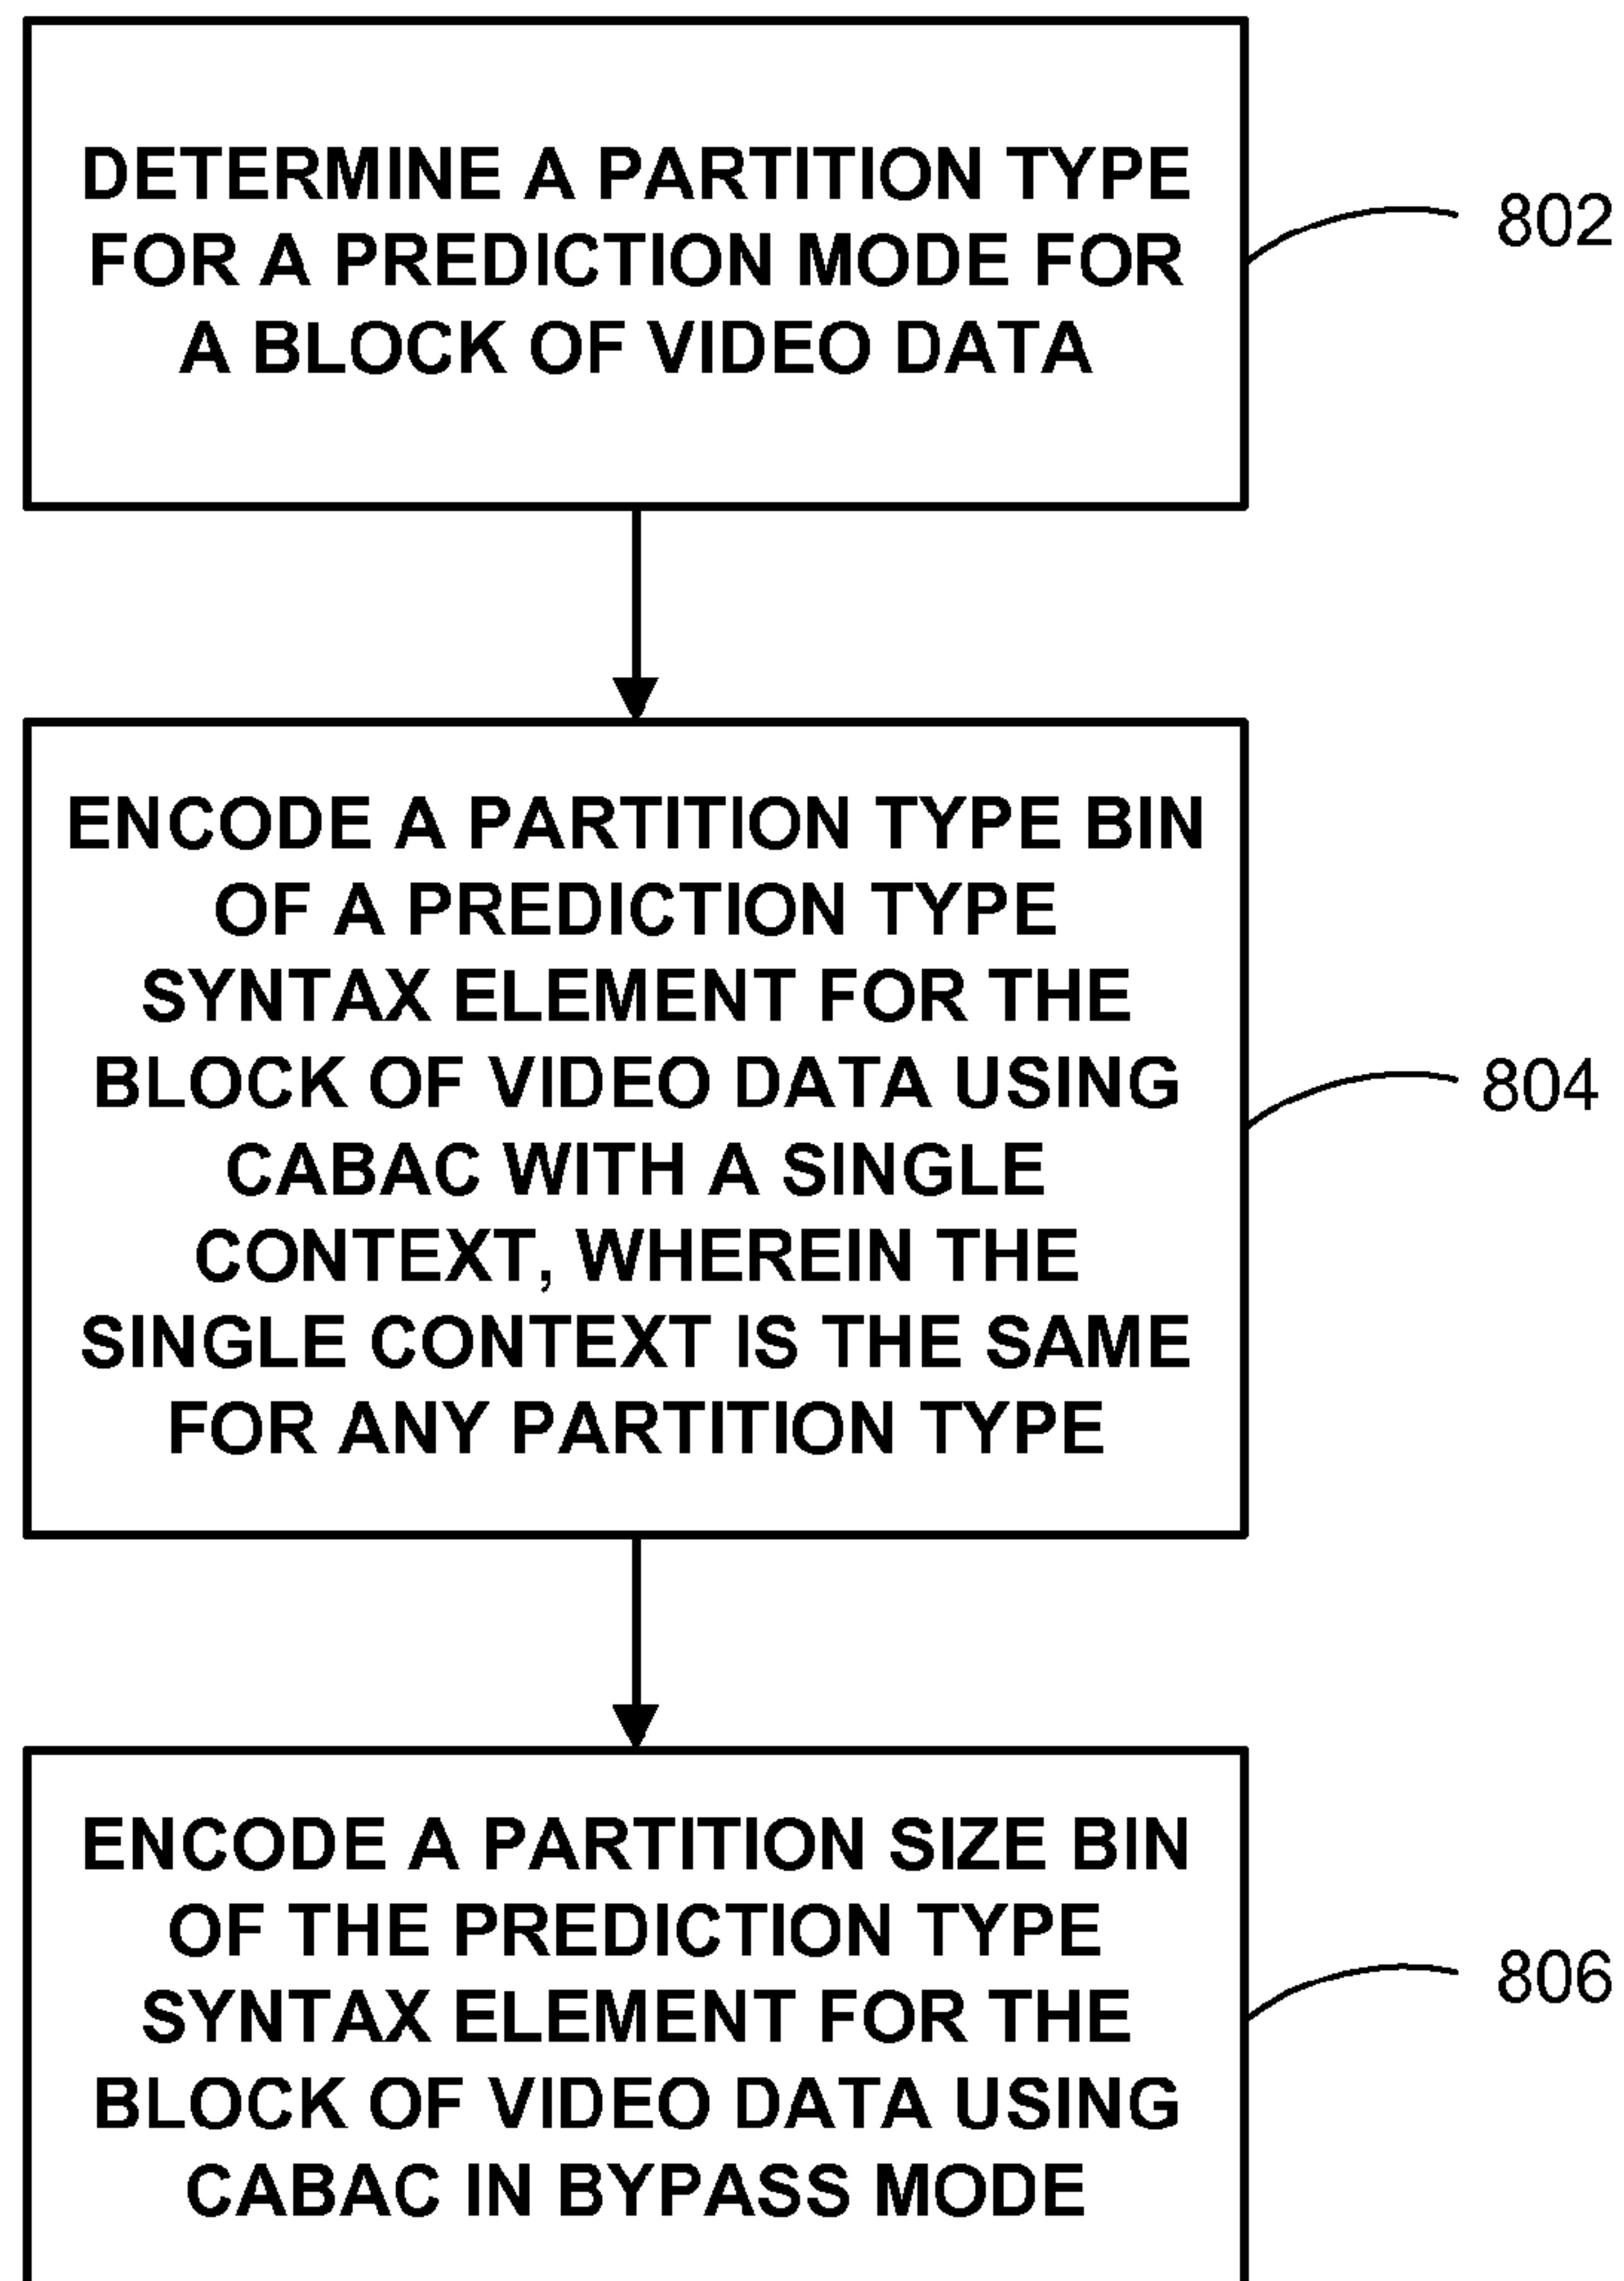 DETERMINE A PARTITION TYPE
FOR A PREDICTION MODE FOR
A BLOCK OF VIDEO DATA
802
ENCODE A PARTITION TYPE BIN
OF A PREDICTION TYPE
SYNTAX ELEMENT FOR THE
BLOCK OF VIDEO DATA USING
CABAC WITH A SINGLE
CONTEXT, WHEREIN THE
SINGLE CONTEXT IS THE SAME
FOR ANY PARTITION TYPE
804
ENCODE A PARTITION SIZE BIN
OF THE PREDICTION TYPE
SYNTAX ELEMENT FOR THE
BLOCK OF VIDEO DATA USING
CABAC IN BYPASS MODE
806